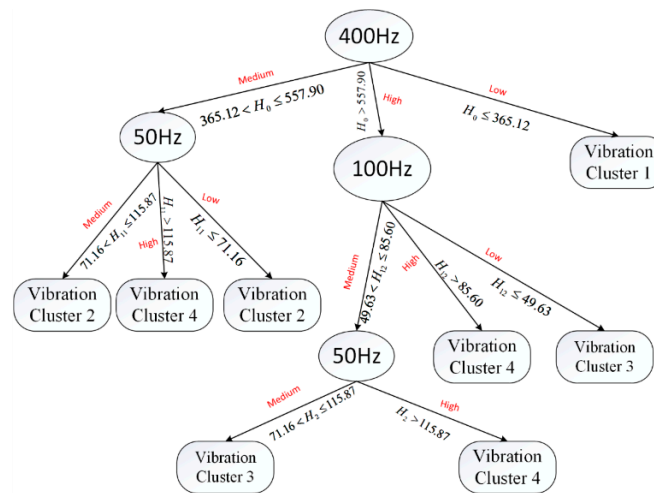 400Hz
Medium
365.12 < H₀ ≤ 557.90
High
H₀ > 557.90
Low
H₀ ≤ 365.12
50Hz
100Hz
Vibration
Cluster 1
Medium
71.16 < H₁₁ ≤ 115.87
High
H₁₁ > 115.87
Low
H₁₁ ≤ 71.16
Medium
49.63 < H₁₂ ≤ 85.60
High
H₁₂ > 85.60
Low
H₁₂ ≤ 49.63
Vibration
Cluster 2
Vibration
Cluster 4
Vibration
Cluster 2
50Hz
Vibration
Cluster 4
Vibration
Cluster 3
Medium
71.16 < H₂ ≤ 115.87
High
H₂ > 115.87
Vibration
Cluster 3
Vibration
Cluster 4